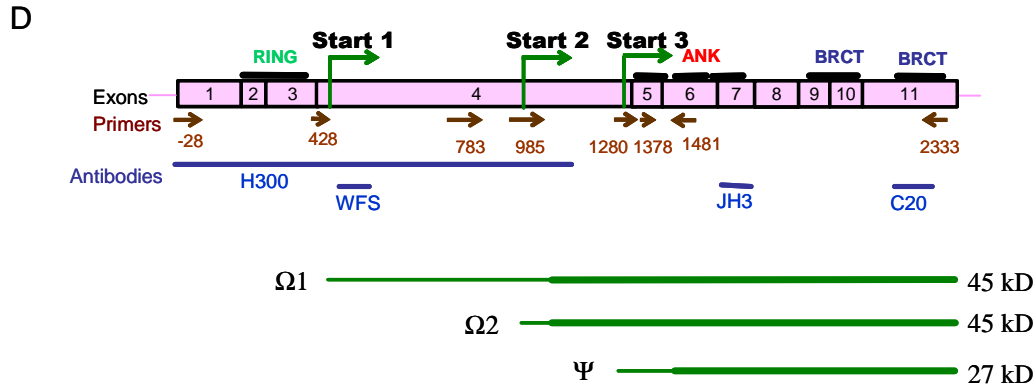 D
Start 1 Start 2 Start 3
RING ANK BRCT BRCT
Exons 1 2 3 4 5 6 7 8 9 10 11
Primers
-28 428 783 985 1280 1378 1481 2333
Antibodies
H300 WFS JH3 C20
Ω1 45 kD
Ω2 45 kD
Ψ 27 kD